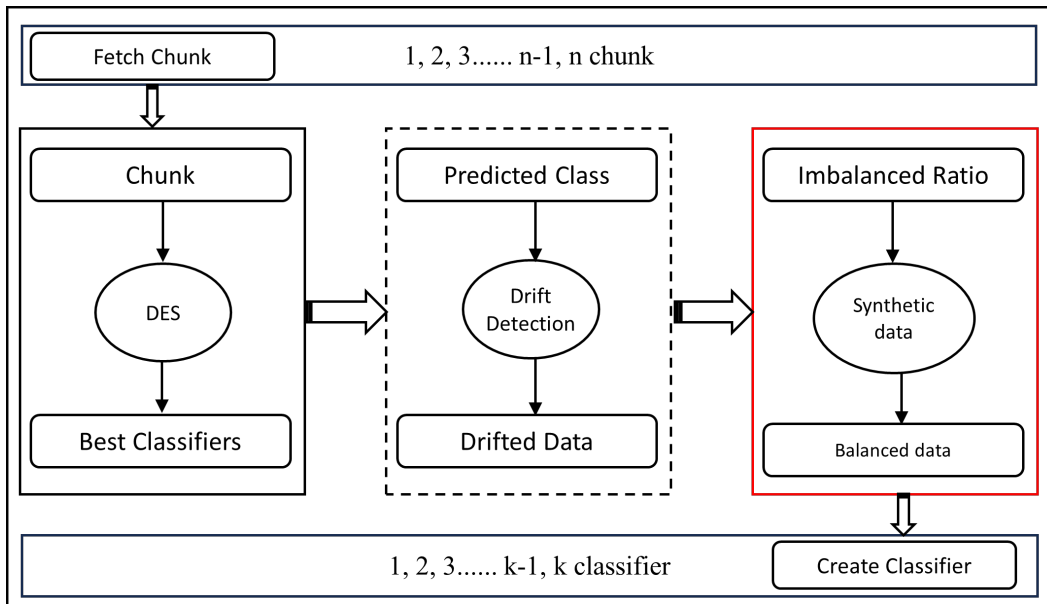 Fetch Chunk
1, 2, 3...... n-1, n chunk
Chunk
DES
Best Classifiers
Predicted Class
Drift
Detection
Drifted Data
Imbalanced Ratio
Synthetic
data
Balanced data
1, 2, 3...... k-1, k classifier
Create Classifier